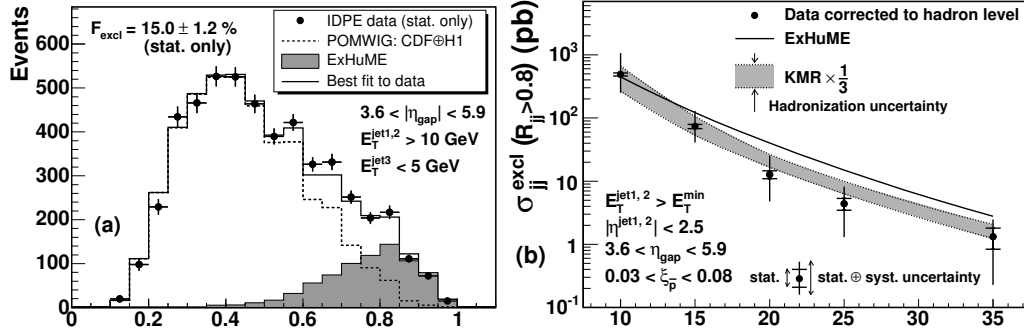 Events
600
500
400
300
200
100
0
0
0.2
0.4
0.6
0.8
1
F_excl = 15.0 ± 1.2 %
(stat. only)
IDPE data (stat. only)
POMWIG: CDF⊕H1
ExHuME
Best fit to data
3.6 < |η_gap| < 5.9
E_T^jet1,2 > 10 GeV
E_T^jet3 < 5 GeV
(a)
σ_jj^excl (R_jj>0.8) (pb)
10^3
10^2
10
1
10^-1
10
15
20
25
30
35
Data corrected to hadron level
ExHuME
KMR × 1/3
Hadronization uncertainty
E_T^jet1, 2 > E_T^min
|η^jet1, 2| < 2.5
3.6 < η_gap < 5.9
0.03 < ξ_p̅ < 0.08
(b)
stat.
stat. ⊕ syst. uncertainty